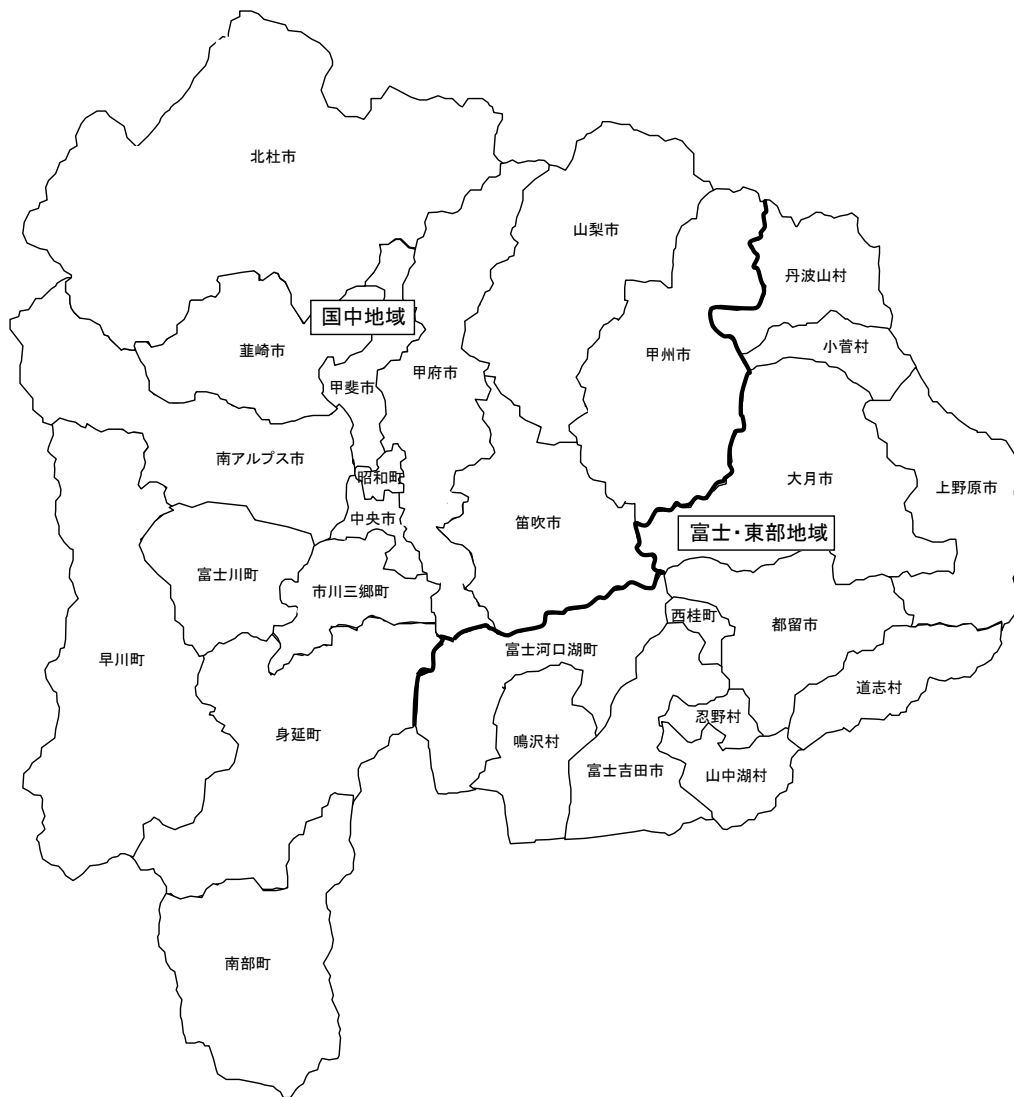 北杜市
山梨市
丹波山村
国中地域
小菅村
韮崎市
甲州市
甲府市
甲斐市
南アルプス市
昭和町
大月市
上野原市
中央市
笛吹市
富士・東部地域
富士川町
市川三郷町
西桂町
都留市
富士河口湖町
早川町
道志村
忍野村
身延町
鳴沢村
富士吉田市
山中湖村
南部町